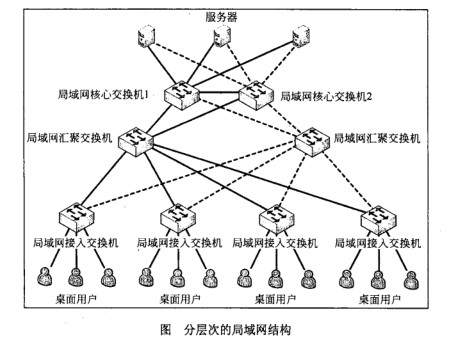 服务器
局域网核心交换机1
局域网核心交换机2
局域网汇聚交换机
局域网汇聚交换机
局域网接入交换机
局域网接入交换机
局域网接入交换机
局域网接入交换机
桌面用户
桌面用户
桌面用户
桌面用户
图 分层次的局域网结构